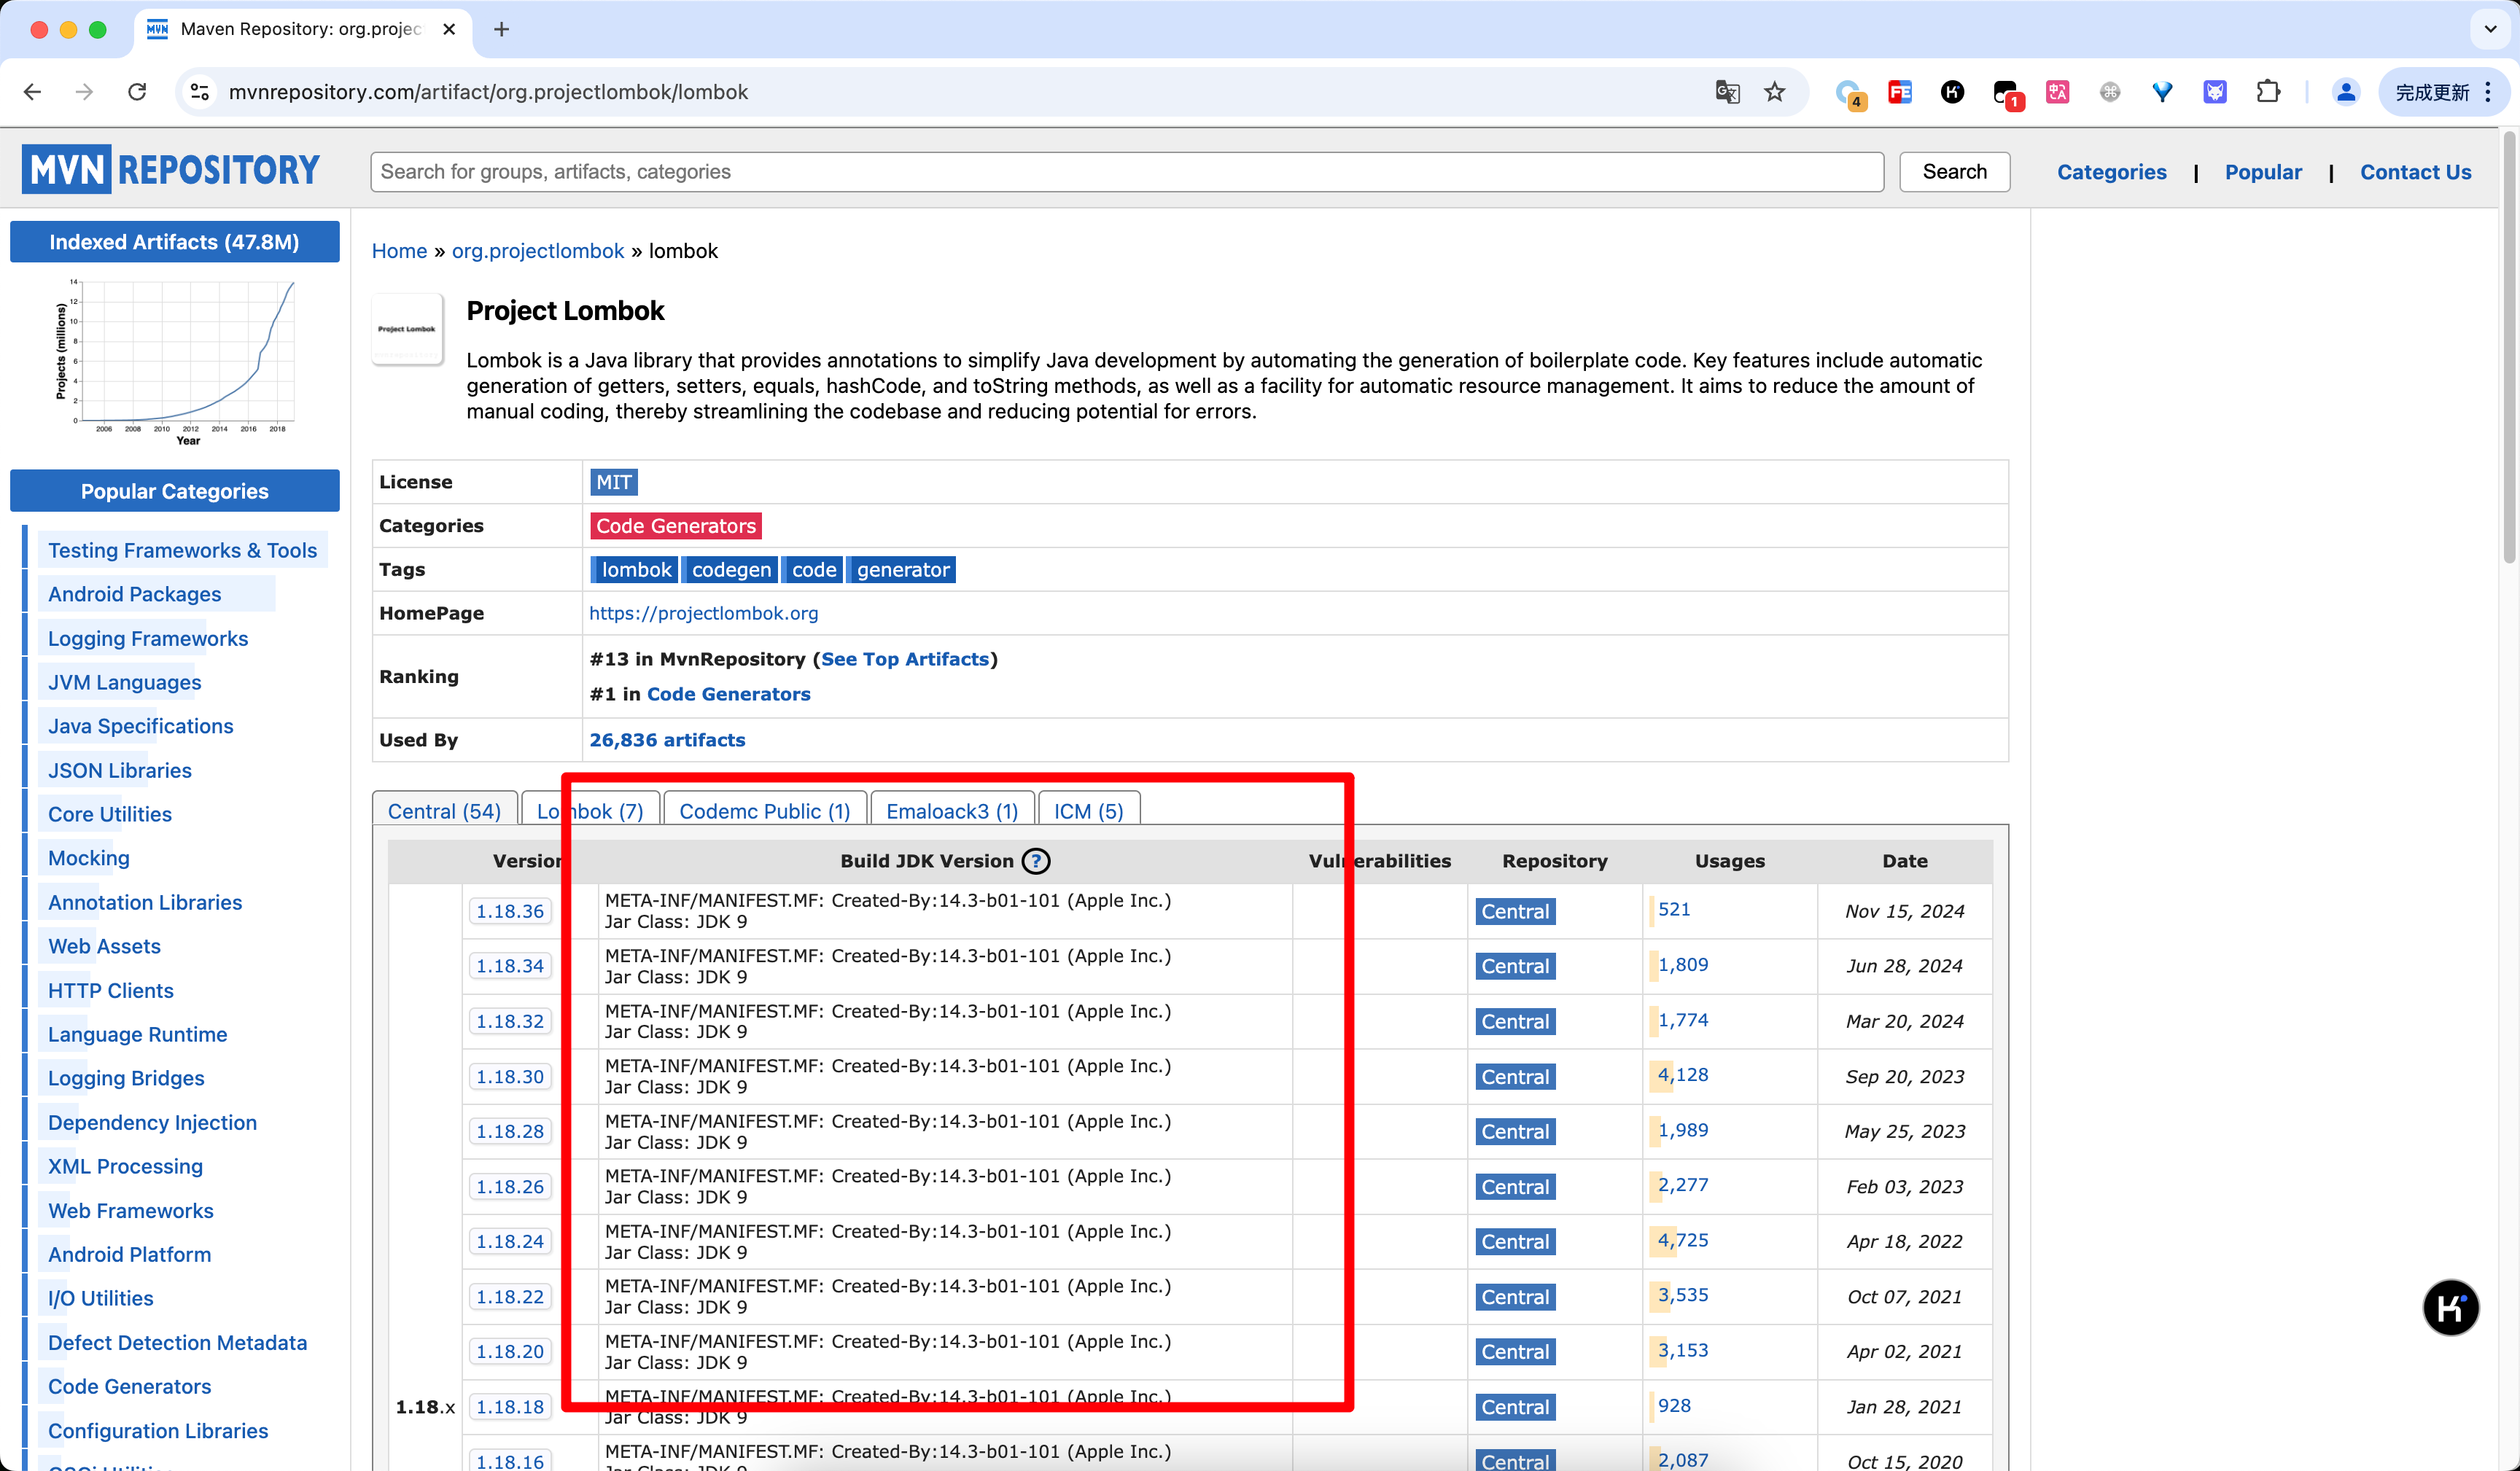 Maven Repository: org.projec
mvnrepository.com/artifact/org.projectlombok/lombok
4
FE
1
完成更新
MVN REPOSITORY
Search for groups, artifacts, categories
Search
Categories | Popular | Contact Us
Indexed Artifacts (47.8M)
Projects (millions)
14
12
10
8
6
4
2
0
2006 2008 2010 2012 2014 2016 2018
Year
Popular Categories
Testing Frameworks & Tools
Android Packages
Logging Frameworks
JVM Languages
Java Specifications
JSON Libraries
Core Utilities
Mocking
Annotation Libraries
Web Assets
HTTP Clients
Language Runtime
Logging Bridges
Dependency Injection
XML Processing
Web Frameworks
Android Platform
I/O Utilities
Defect Detection Metadata
Code Generators
Configuration Libraries
Home » org.projectlombok » lombok
Project Lombok
Project Lombok
Lombok is a Java library that provides annotations to simplify Java development by automating the generation of boilerplate code. Key features include automatic
generation of getters, setters, equals, hashCode, and toString methods, as well as a facility for automatic resource management. It aims to reduce the amount of
manual coding, thereby streamlining the codebase and reducing potential for errors.
License MIT
Categories Code Generators
Tags lombok codegen code generator
HomePage https://projectlombok.org
Ranking
#13 in MvnRepository (See Top Artifacts)
#1 in Code Generators
Used By 26,836 artifacts
Central (54) Lombok (7) Codemc Public (1) Emaloack3 (1) ICM (5)
Version Build JDK Version ? Vulnerabilities Repository Usages Date
1.18.x
1.18.36 META-INF/MANIFEST.MF: Created-By:14.3-b01-101 (Apple Inc.)
Jar Class: JDK 9 Central 521 Nov 15, 2024
1.18.34 META-INF/MANIFEST.MF: Created-By:14.3-b01-101 (Apple Inc.)
Jar Class: JDK 9 Central 1,809 Jun 28, 2024
1.18.32 META-INF/MANIFEST.MF: Created-By:14.3-b01-101 (Apple Inc.)
Jar Class: JDK 9 Central 1,774 Mar 20, 2024
1.18.30 META-INF/MANIFEST.MF: Created-By:14.3-b01-101 (Apple Inc.)
Jar Class: JDK 9 Central 4,128 Sep 20, 2023
1.18.28 META-INF/MANIFEST.MF: Created-By:14.3-b01-101 (Apple Inc.)
Jar Class: JDK 9 Central 1,989 May 25, 2023
1.18.26 META-INF/MANIFEST.MF: Created-By:14.3-b01-101 (Apple Inc.)
Jar Class: JDK 9 Central 2,277 Feb 03, 2023
1.18.24 META-INF/MANIFEST.MF: Created-By:14.3-b01-101 (Apple Inc.)
Jar Class: JDK 9 Central 4,725 Apr 18, 2022
1.18.22 META-INF/MANIFEST.MF: Created-By:14.3-b01-101 (Apple Inc.)
Jar Class: JDK 9 Central 3,535 Oct 07, 2021
1.18.20 META-INF/MANIFEST.MF: Created-By:14.3-b01-101 (Apple Inc.)
Jar Class: JDK 9 Central 3,153 Apr 02, 2021
1.18.18 META-INF/MANIFEST.MF: Created-By:14.3-b01-101 (Apple Inc.)
Jar Class: JDK 9 Central 928 Jan 28, 2021
1.18.16 META-INF/MANIFEST.MF: Created-By:14.3-b01-101 (Apple Inc.)
Central 2,087 Oct 15, 2020